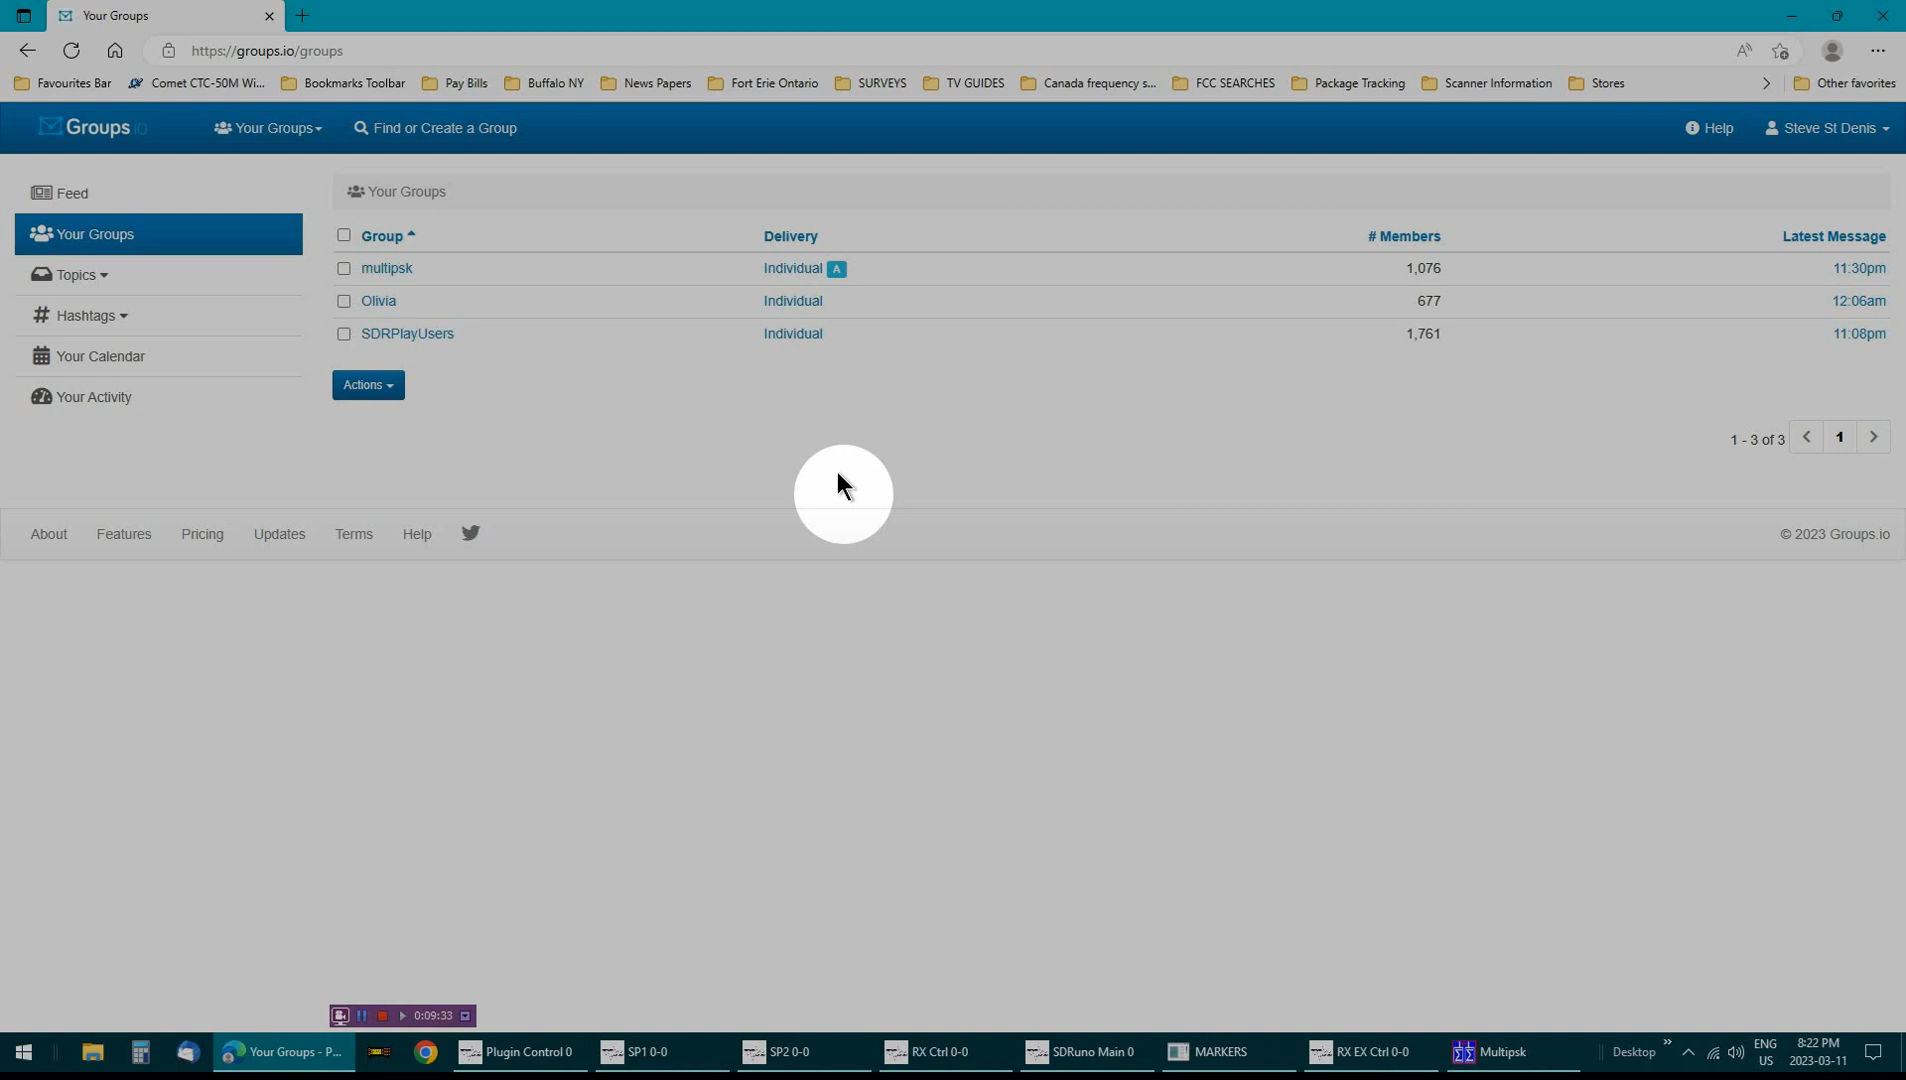 Your Groups
https://groups.io/groups
Favourites Bar
Comet CTC-50M Wi...
Bookmarks Toolbar
Pay Bills
Buffalo NY
News Papers
Fort Erie Ontario
SURVEYS
TV GUIDES
Canada frequency s...
FCC SEARCHES
Package Tracking
Scanner Information
Stores
Other favorites
Groups.io
Your Groups
Find or Create a Group
Help
Steve St Denis
Feed
Your Groups
Topics
Hashtags
Your Calendar
Your Activity
Your Groups
Group Delivery # Members Latest Message
multipsk Individual A 1,076 11:30pm
Olivia Individual 677 12:06am
SDRPlayUsers Individual 1,761 11:08pm
Actions
1 - 3 of 3 1
About Features Pricing Updates Terms Help
© 2023 Groups.io
0:09:33
Your Groups - P...
Plugin Control 0
SP1 0-0
SP2 0-0
RX Ctrl 0-0
SDRuno Main 0
MARKERS
RX EX Ctrl 0-0
Multipsk
Desktop
ENG
US
8:22 PM
2023-03-11